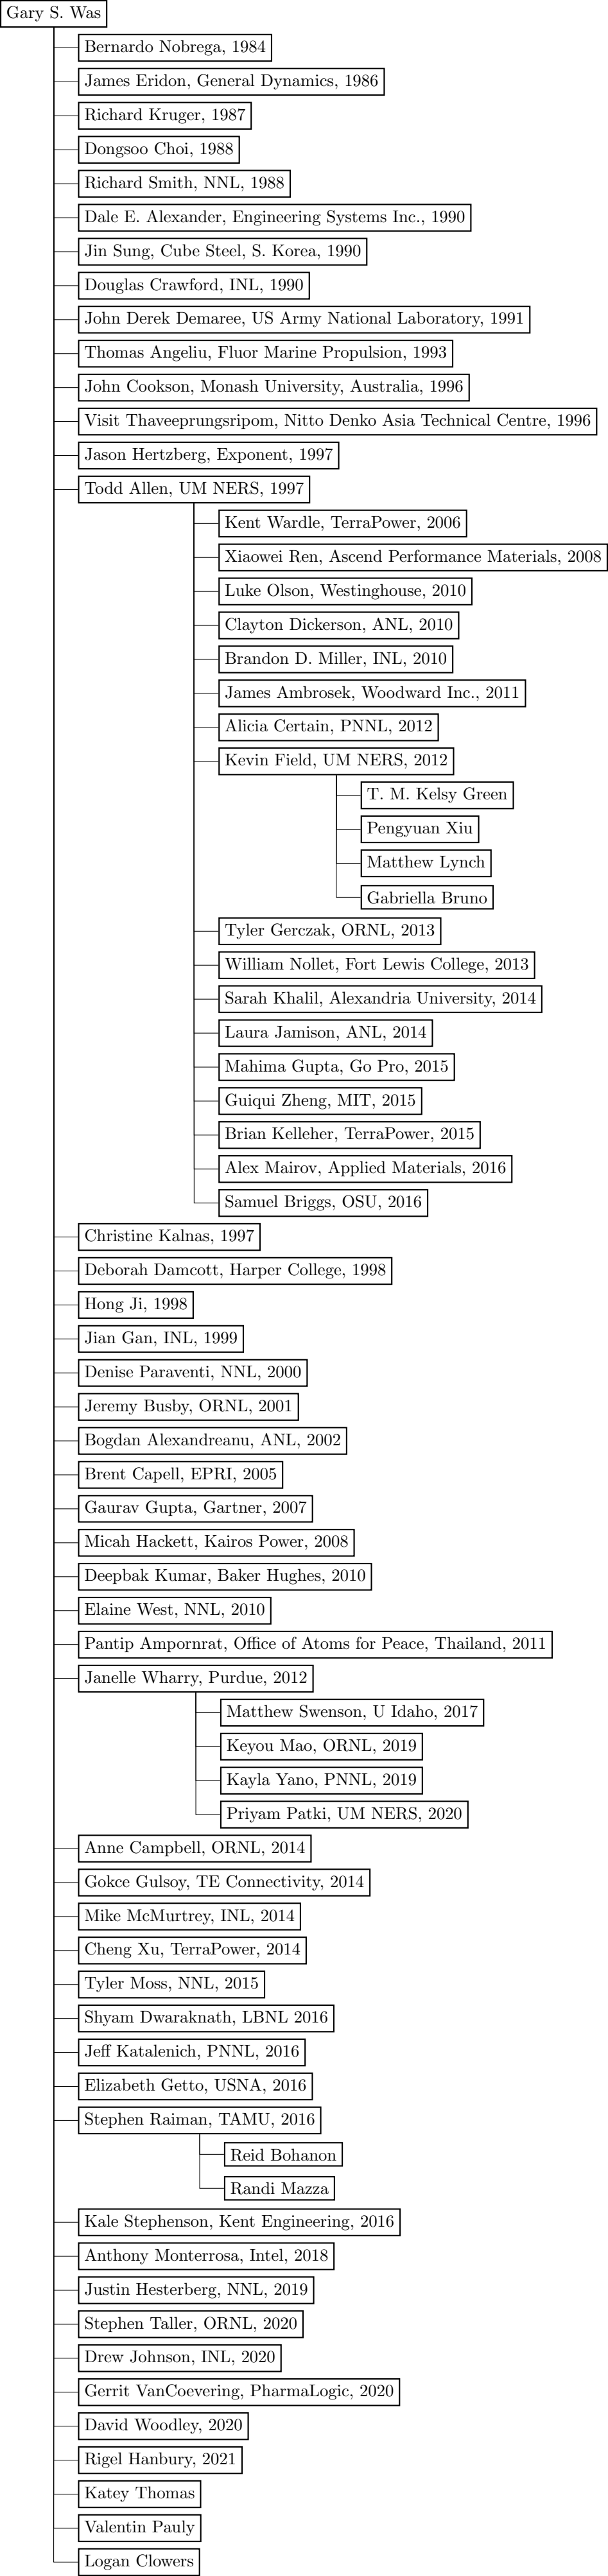 Gary S. Was
Bernardo Nobrega, 1984
James Eridon, General Dynamics, 1986
Richard Kruger, 1987
Dongsoo Choi, 1988
Richard Smith, NNL, 1988
Dale E. Alexander, Engineering Systems Inc., 1990
Jin Sung, Cube Steel, S. Korea, 1990
Douglas Crawford, INL, 1990
John Derek Demaree, US Army National Laboratory, 1991
Thomas Angeliu, Fluor Marine Propulsion, 1993
John Cookson, Monash University, Australia, 1996
Visit Thaveeprungsripom, Nitto Denko Asia Technical Centre, 1996
Jason Hertzberg, Exponent, 1997
Todd Allen, UM NERS, 1997
Kent Wardle, TerraPower, 2006
Xiaowei Ren, Ascend Performance Materials, 2008
Luke Olson, Westinghouse, 2010
Clayton Dickerson, ANL, 2010
Brandon D. Miller, INL, 2010
James Ambrosek, Woodward Inc., 2011
Alicia Certain, PNNL, 2012
Kevin Field, UM NERS, 2012
T. M. Kelsy Green
Pengyuan Xiu
Matthew Lynch
Gabriella Bruno
Tyler Gerczak, ORNL, 2013
William Nollet, Fort Lewis College, 2013
Sarah Khalil, Alexandria University, 2014
Laura Jamison, ANL, 2014
Mahima Gupta, Go Pro, 2015
Guiqui Zheng, MIT, 2015
Brian Kelleher, TerraPower, 2015
Alex Mairov, Applied Materials, 2016
Samuel Briggs, OSU, 2016
Christine Kalnas, 1997
Deborah Damcott, Harper College, 1998
Hong Ji, 1998
Jian Gan, INL, 1999
Denise Paraventi, NNL, 2000
Jeremy Busby, ORNL, 2001
Bogdan Alexandreanu, ANL, 2002
Brent Capell, EPRI, 2005
Gaurav Gupta, Gartner, 2007
Micah Hackett, Kairos Power, 2008
Deepbak Kumar, Baker Hughes, 2010
Elaine West, NNL, 2010
Pantip Ampornrat, Office of Atoms for Peace, Thailand, 2011
Janelle Wharry, Purdue, 2012
Matthew Swenson, U Idaho, 2017
Keyou Mao, ORNL, 2019
Kayla Yano, PNNL, 2019
Priyam Patki, UM NERS, 2020
Anne Campbell, ORNL, 2014
Gokce Gulsoy, TE Connectivity, 2014
Mike McMurtrey, INL, 2014
Cheng Xu, TerraPower, 2014
Tyler Moss, NNL, 2015
Shyam Dwaraknath, LBNL 2016
Jeff Katalenich, PNNL, 2016
Elizabeth Getto, USNA, 2016
Stephen Raiman, TAMU, 2016
Reid Bohanon
Randi Mazza
Kale Stephenson, Kent Engineering, 2016
Anthony Monterrosa, Intel, 2018
Justin Hesterberg, NNL, 2019
Stephen Taller, ORNL, 2020
Drew Johnson, INL, 2020
Gerrit VanCoevering, PharmaLogic, 2020
David Woodley, 2020
Rigel Hanbury, 2021
Katey Thomas
Valentin Pauly
Logan Clowers